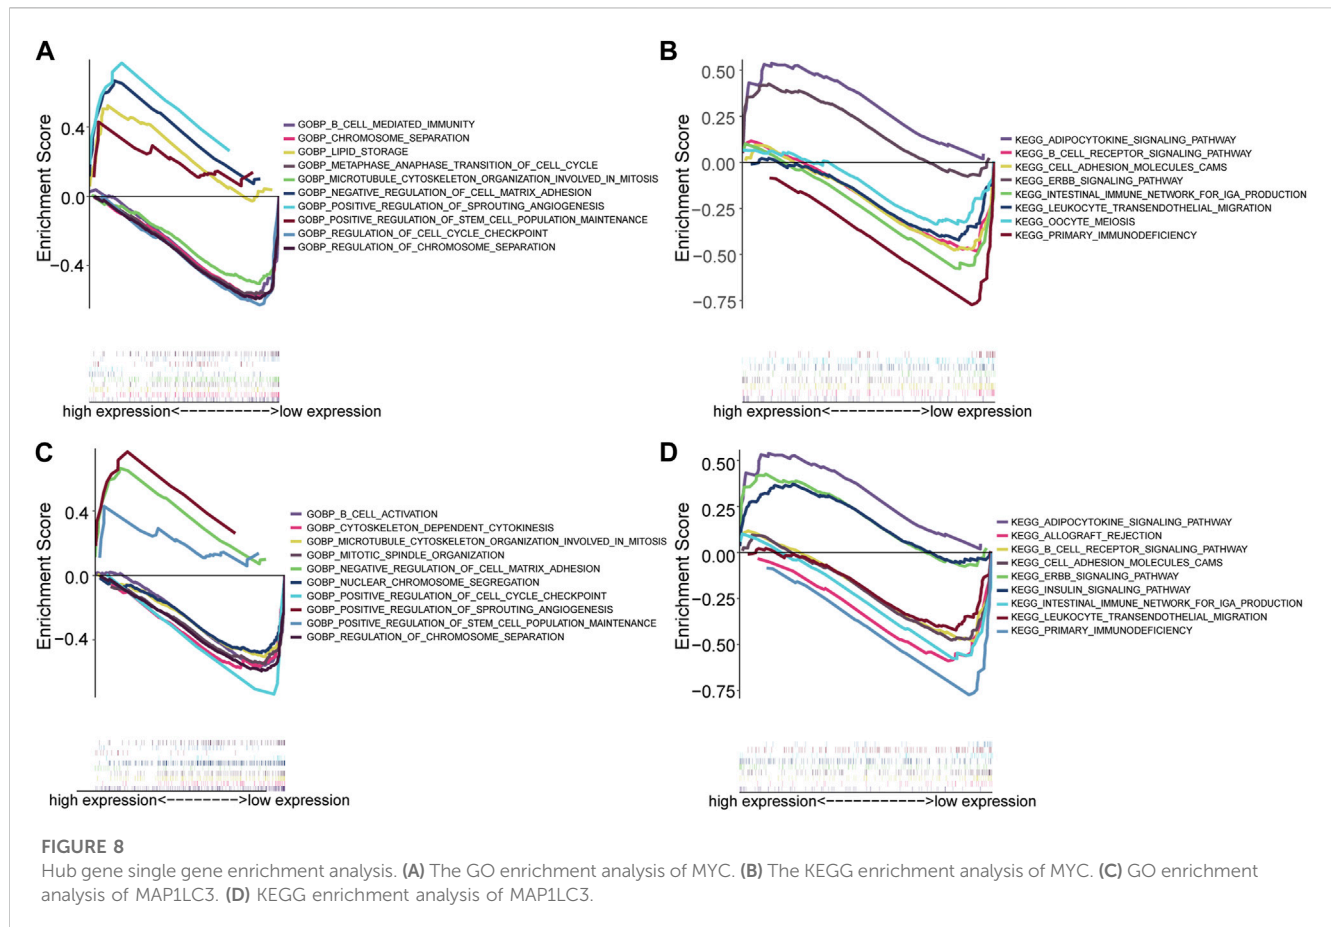 A
Enrichment Score
0.4
0.0
−0.4
GOBP_B_CELL_MEDIATED_IMMUNITY
GOBP_CHROMOSOME_SEPARATION
GOBP_LIPID_STORAGE
GOBP_METAPHASE_ANAPHASE_TRANSITION_OF_CELL_CYCLE
GOBP_MICROTUBULE_CYTOSKELETON_ORGANIZATION_INVOLVED_IN_MITOSIS
GOBP_NEGATIVE_REGULATION_OF_CELL_MATRIX_ADHESION
GOBP_POSITIVE_REGULATION_OF_SPROUTING_ANGIOGENESIS
GOBP_POSITIVE_REGULATION_OF_STEM_CELL_POPULATION_MAINTENANCE
GOBP_REGULATION_OF_CELL_CYCLE_CHECKPOINT
GOBP_REGULATION_OF_CHROMOSOME_SEPARATION
high expression<----------->low expression
B
Enrichment Score
0.50
0.25
0.00
−0.25
−0.50
−0.75
KEGG_ADIPOCYTOKINE_SIGNALING_PATHWAY
KEGG_B_CELL_RECEPTOR_SIGNALING_PATHWAY
KEGG_CELL_ADHESION_MOLECULES_CAMS
KEGG_ERBB_SIGNALING_PATHWAY
KEGG_INTESTINAL_IMMUNE_NETWORK_FOR_IGA_PRODUCTION
KEGG_LEUKOCYTE_TRANSENDOTHELIAL_MIGRATION
KEGG_OOCYTE_MEIOSIS
KEGG_PRIMARY_IMMUNODEFICIENCY
high expression<----------->low expression
C
Enrichment Score
0.4
0.0
−0.4
GOBP_B_CELL_ACTIVATION
GOBP_CYTOSKELETON_DEPENDENT_CYTOKINESIS
GOBP_MICROTUBULE_CYTOSKELETON_ORGANIZATION_INVOLVED_IN_MITOSIS
GOBP_MITOTIC_SPINDLE_ORGANIZATION
GOBP_NEGATIVE_REGULATION_OF_CELL_MATRIX_ADHESION
GOBP_NUCLEAR_CHROMOSOME_SEGREGATION
GOBP_POSITIVE_REGULATION_OF_CELL_CYCLE_CHECKPOINT
GOBP_POSITIVE_REGULATION_OF_SPROUTING_ANGIOGENESIS
GOBP_POSITIVE_REGULATION_OF_STEM_CELL_POPULATION_MAINTENANCE
GOBP_REGULATION_OF_CHROMOSOME_SEPARATION
high expression<--------->low expression
D
Enrichment Score
0.50
0.25
0.00
−0.25
−0.50
−0.75
KEGG_ADIPOCYTOKINE_SIGNALING_PATHWAY
KEGG_ALLOGRAFT_REJECTION
KEGG_B_CELL_RECEPTOR_SIGNALING_PATHWAY
KEGG_CELL_ADHESION_MOLECULES_CAMS
KEGG_ERBB_SIGNALING_PATHWAY
KEGG_INSULIN_SIGNALING_PATHWAY
KEGG_INTESTINAL_IMMUNE_NETWORK_FOR_IGA_PRODUCTION
KEGG_LEUKOCYTE_TRANSENDOTHELIAL_MIGRATION
KEGG_PRIMARY_IMMUNODEFICIENCY
high expression<------------>low expression
FIGURE 8
Hub gene single gene enrichment analysis. (A) The GO enrichment analysis of MYC. (B) The KEGG enrichment analysis of MYC. (C) GO enrichment
analysis of MAP1LC3. (D) KEGG enrichment analysis of MAP1LC3.